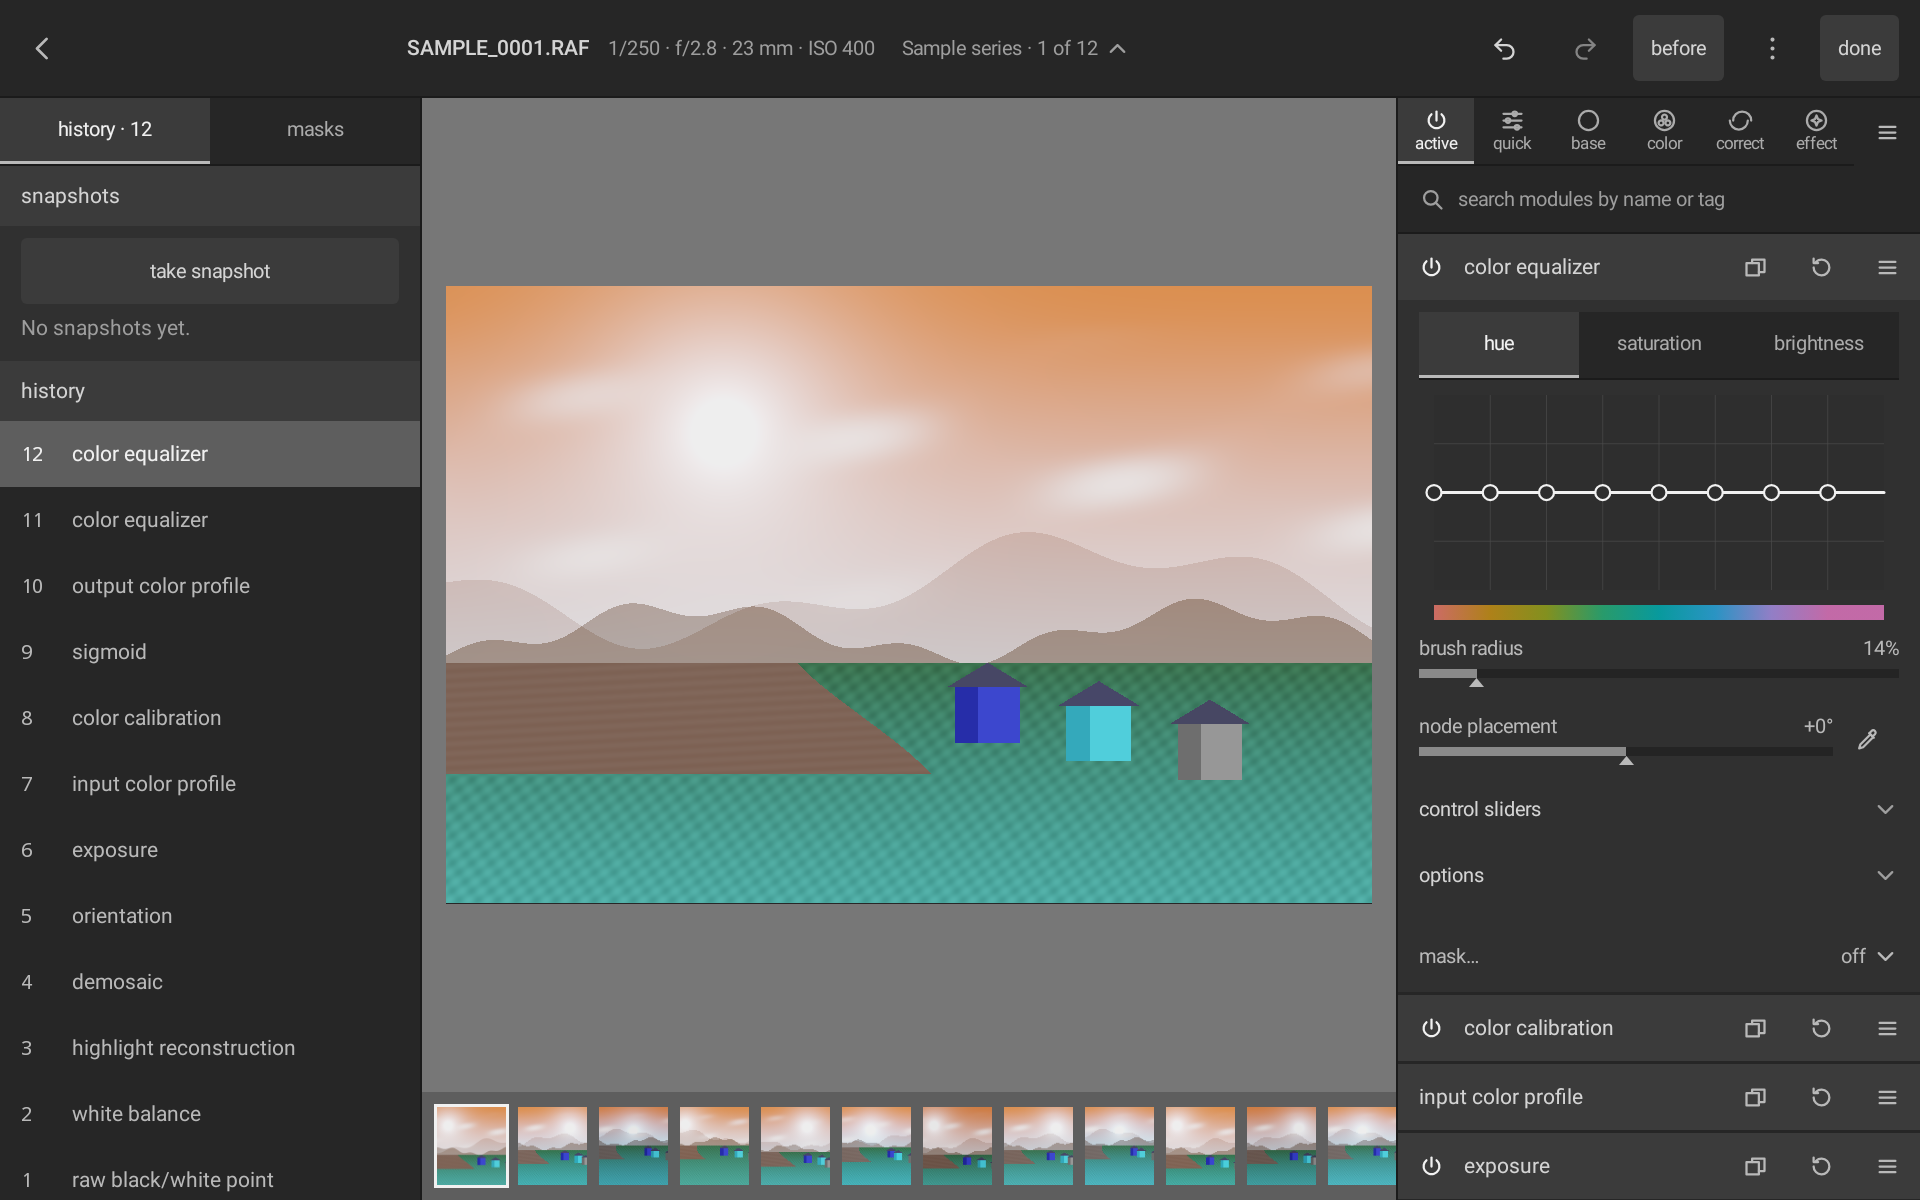 SAMPLE_0001.RAF 1/250 · f/2.8 · 23 mm · ISO 400 Sample series · 1 of 12
before
done
history · 12
masks
snapshots
take snapshot
No snapshots yet.
history
12 color equalizer
11 color equalizer
10 output color profile
9 sigmoid
8 color calibration
7 input color profile
6 exposure
5 orientation
4 demosaic
3 highlight reconstruction
2 white balance
1 raw black/white point
active quick base color correct effect
search modules by name or tag
color equalizer
hue saturation brightness
brush radius 14%
node placement +0°
control sliders
options
mask... off
color calibration
input color profile
exposure